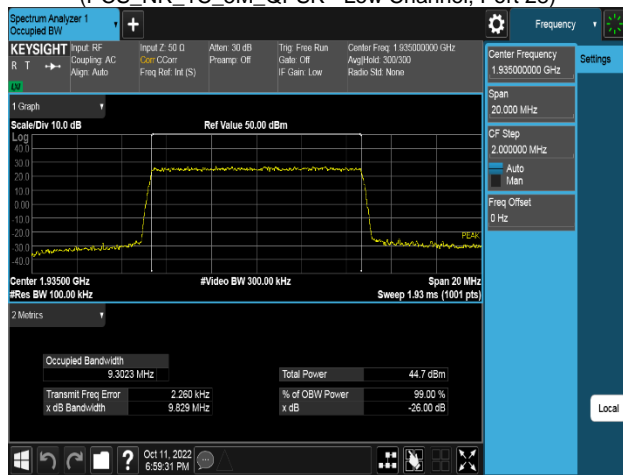 Spectrum Analyzer 1
Occupied BW
+
Frequency
KEYSIGHT
R T
LVI
Input: RF
Coupling: AC
Align: Auto
Input Z: 50 Ω
Corr CCorr
Freq Ref: Int (S)
Atten: 30 dB
Preamp: Off
Trig: Free Run
Gate: Off
IF Gain: Low
Center Freq: 1.935000000 GHz
Avg|Hold: 300/300
Radio Std: None
Center Frequency
1.935000000 GHz
Settings
Span
20.000 MHz
CF Step
2.000000 MHz
Auto
Man
Freq Offset
0 Hz
1 Graph
Scale/Div 10.0 dB
Ref Value 50.00 dBm
Log
40.0
30.0
20.0
10.0
0.00
-10.0
-20.0
-30.0
-40.0
PEAK
Center 1.93500 GHz
#Video BW 300.00 kHz
Span 20 MHz
#Res BW 100.00 kHz
Sweep 1.93 ms (1001 pts)
2 Metrics
Occupied Bandwidth
9.3023 MHz
Total Power
44.7 dBm
Transmit Freq Error
2.260 kHz
% of OBW Power
99.00 %
x dB Bandwidth
9.829 MHz
x dB
-26.00 dB
Local
?
Oct 11, 2022
6:59:31 PM